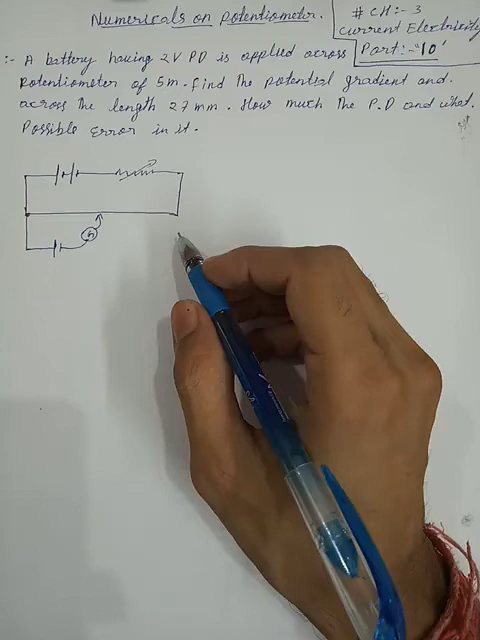 Numericals on potentiometer.
# CH:- 3
Current Electricity
Part:- "10"
:- A battery having 2V PD is applied across
Potentiometer of 5m. find the potential gradient and.
across the length 27mm. How much the P.D and what.
Possible Error in it.
G